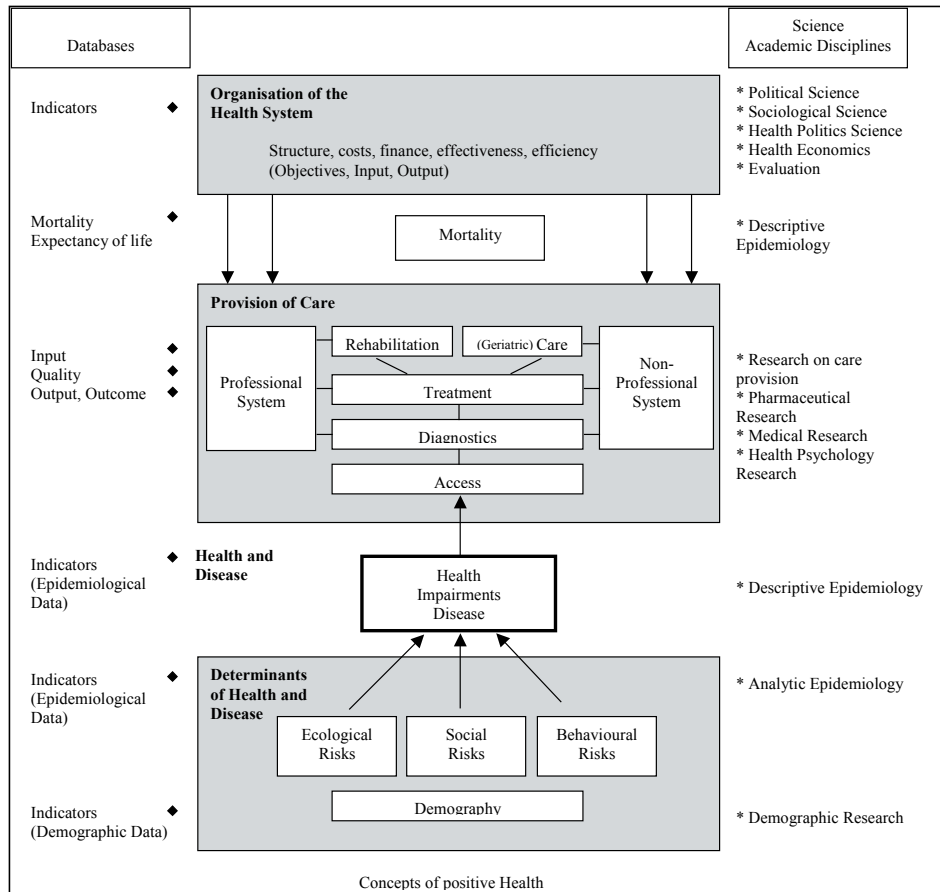 Databases
Science
Academic Disciplines
Indicators ◆
Organisation of the
Health System
Structure, costs, finance, effectiveness, efficiency
(Objectives, Input, Output)
* Political Science
* Sociological Science
* Health Politics Science
* Health Economics
* Evaluation
Mortality ◆
Expectancy of life
Mortality
* Descriptive
Epidemiology
Provision of Care
Input ◆
Quality ◆
Output, Outcome ◆
Professional
System
Rehabilitation
(Geriatric) Care
Treatment
Diagnostics
Access
Non-
Professional
System
* Research on care
provision
* Pharmaceutical
Research
* Medical Research
* Health Psychology
Research
Indicators ◆
(Epidemiological
Data)
Health and
Disease
Health
Impairments
Disease
* Descriptive Epidemiology
Indicators ◆
(Epidemiological
Data)
Determinants
of Health and
Disease
Ecological
Risks
Social
Risks
Behavioural
Risks
* Analytic Epidemiology
Indicators ◆
(Demographic Data)
Demography
* Demographic Research
Concepts of positive Health